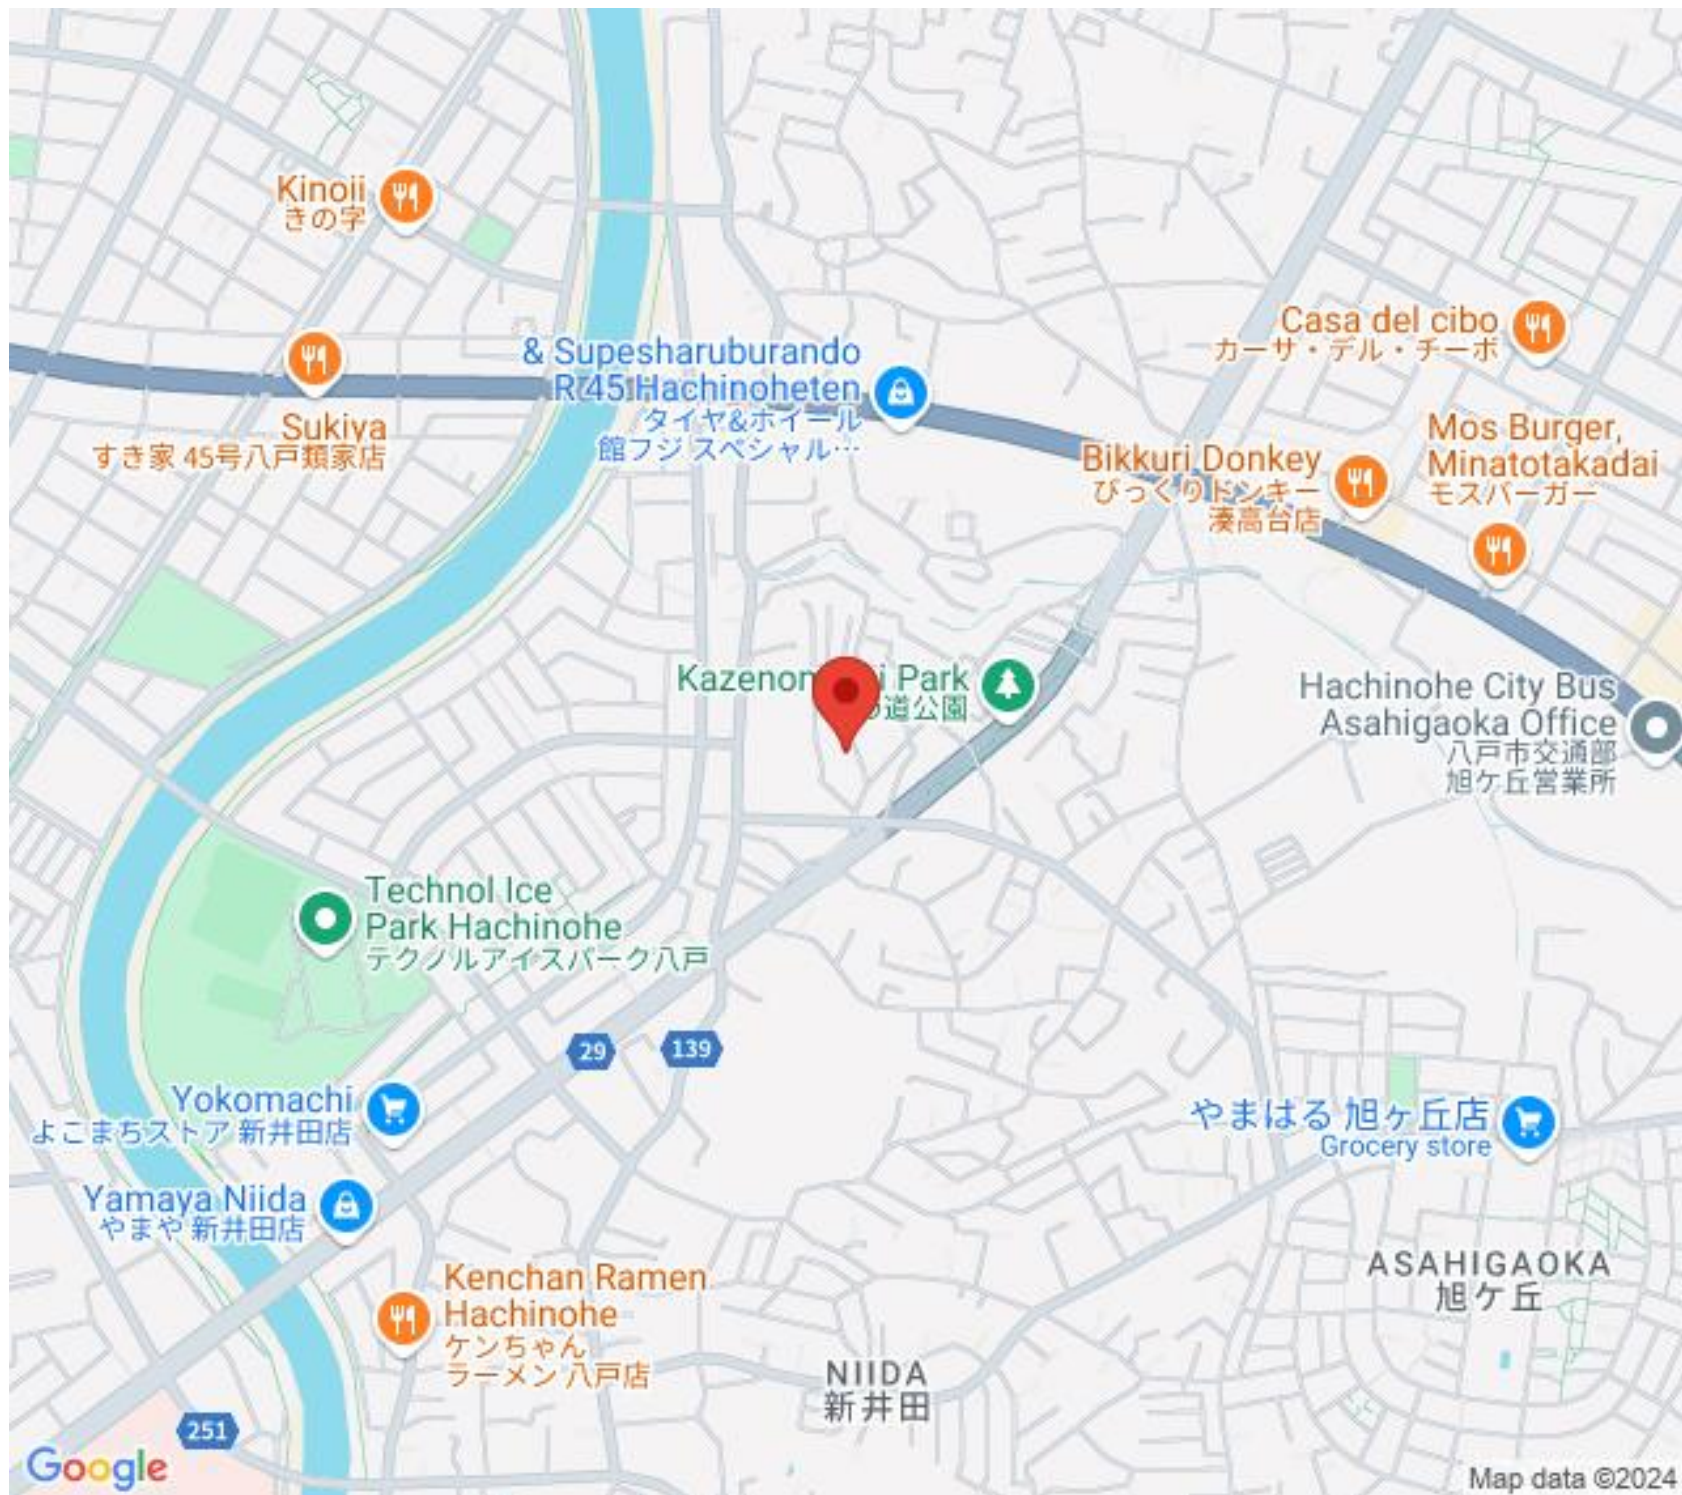 Kinoji
きの字
Casa del cibo
カーサ・デル・チーボ
& Supesharuburando
R 45 Hachinoheten
タイヤ&ホイール
館フジ スペシャル…
Sukiya
すき家 45号八戸類家店
Mos Burger,
Minatotakadai
モスバーガー
Bikkuri Donkey
びっくりドンキー
湊高台店
Kazenom i Park
道公園
Hachinohe City Bus
Asahigaoka Office
八戸市交通部
旭ケ丘営業所
Technol Ice
Park Hachinohe
テクノルアイスパーク八戸
29
139
Yokomachi
よこまちストア 新井田店
やまはる 旭ヶ丘店
Grocery store
Yamaya Niida
やまや 新井田店
Kenchan Ramen
Hachinohe
ケンちゃん
ラーメン 八戸店
ASAHIGAOKA
旭ケ丘
NIIDA
新井田
251
Google
Map data ©2024